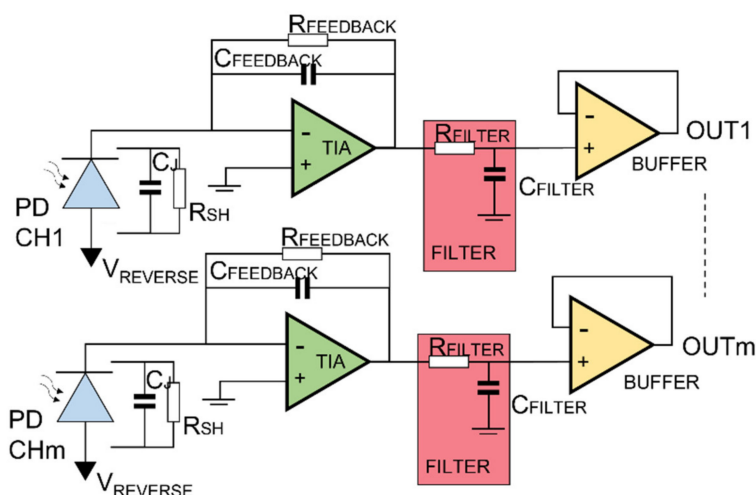 RFEEDBACK
CFEEDBACK
TIA
RFILTER
OUT1
BUFFER
CJ
CFILTER
PD
CH1
RSH
FILTER
VREVERSE
RFEEDBACK
CFEEDBACK
TIA
RFILTER
OUTm
BUFFER
CJ
CFILTER
PD
CHm
RSH
FILTER
VREVERSE